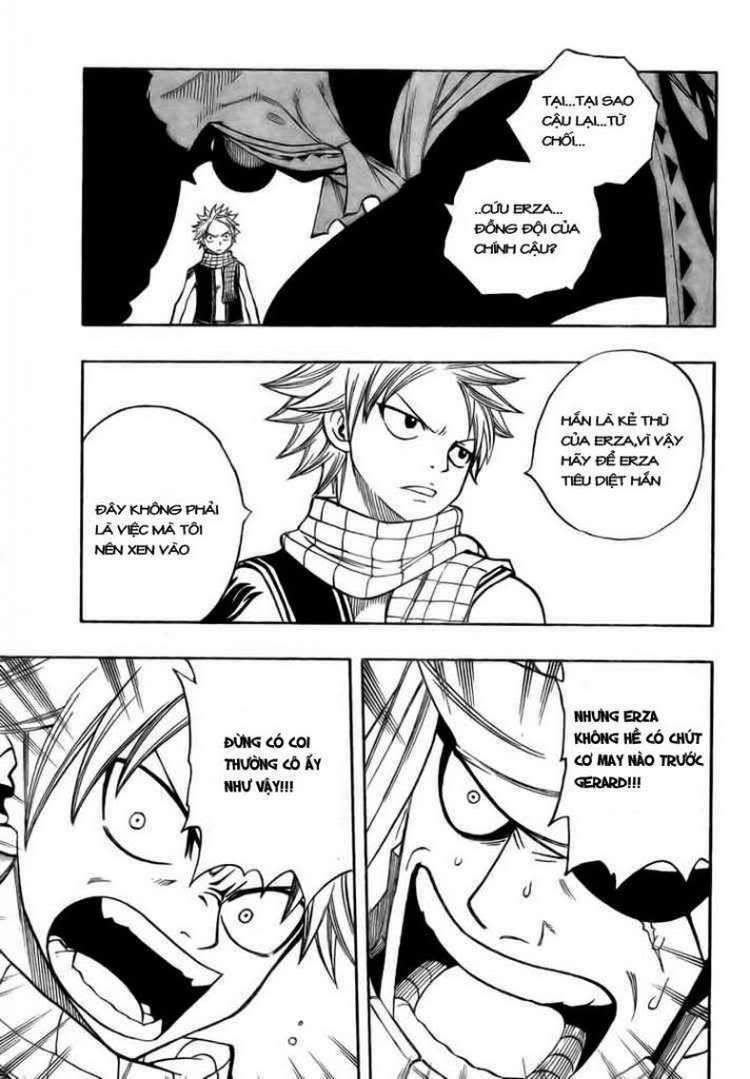 TẠI...TẠI SAO
CẬU LẠI...TỪ
CHỐI...
..CỨU ERZA...
ĐỒNG ĐỘI CỦA
CHÍNH CẬU?
HẮN LÀ KẺ THÙ
CỦA ERZA,VÌ VẬY
HÃY ĐỂ ERZA
TIÊU DIỆT HẮN
ĐÂY KHÔNG PHẢI
LÀ VIỆC MÀ TÔI
NÊN XEN VÀO
NHƯNG ERZA
KHÔNG HỀ CÓ CHÚT
CƠ MAY NÀO TRƯỚC
GERARD!!!
ĐỪNG CÓ COI
THƯỜNG CÔ ẤY
NHƯ VẬY!!!